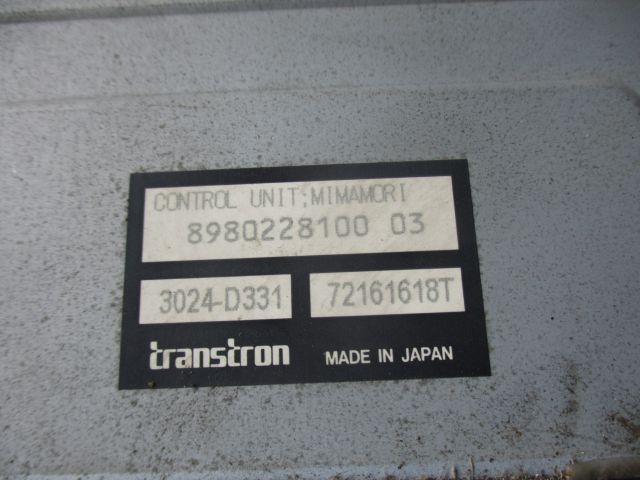 CONTROL UNIT;MIMAMORI
8980228100 03
3024-D331 72161618T
transtron MADE IN JAPAN